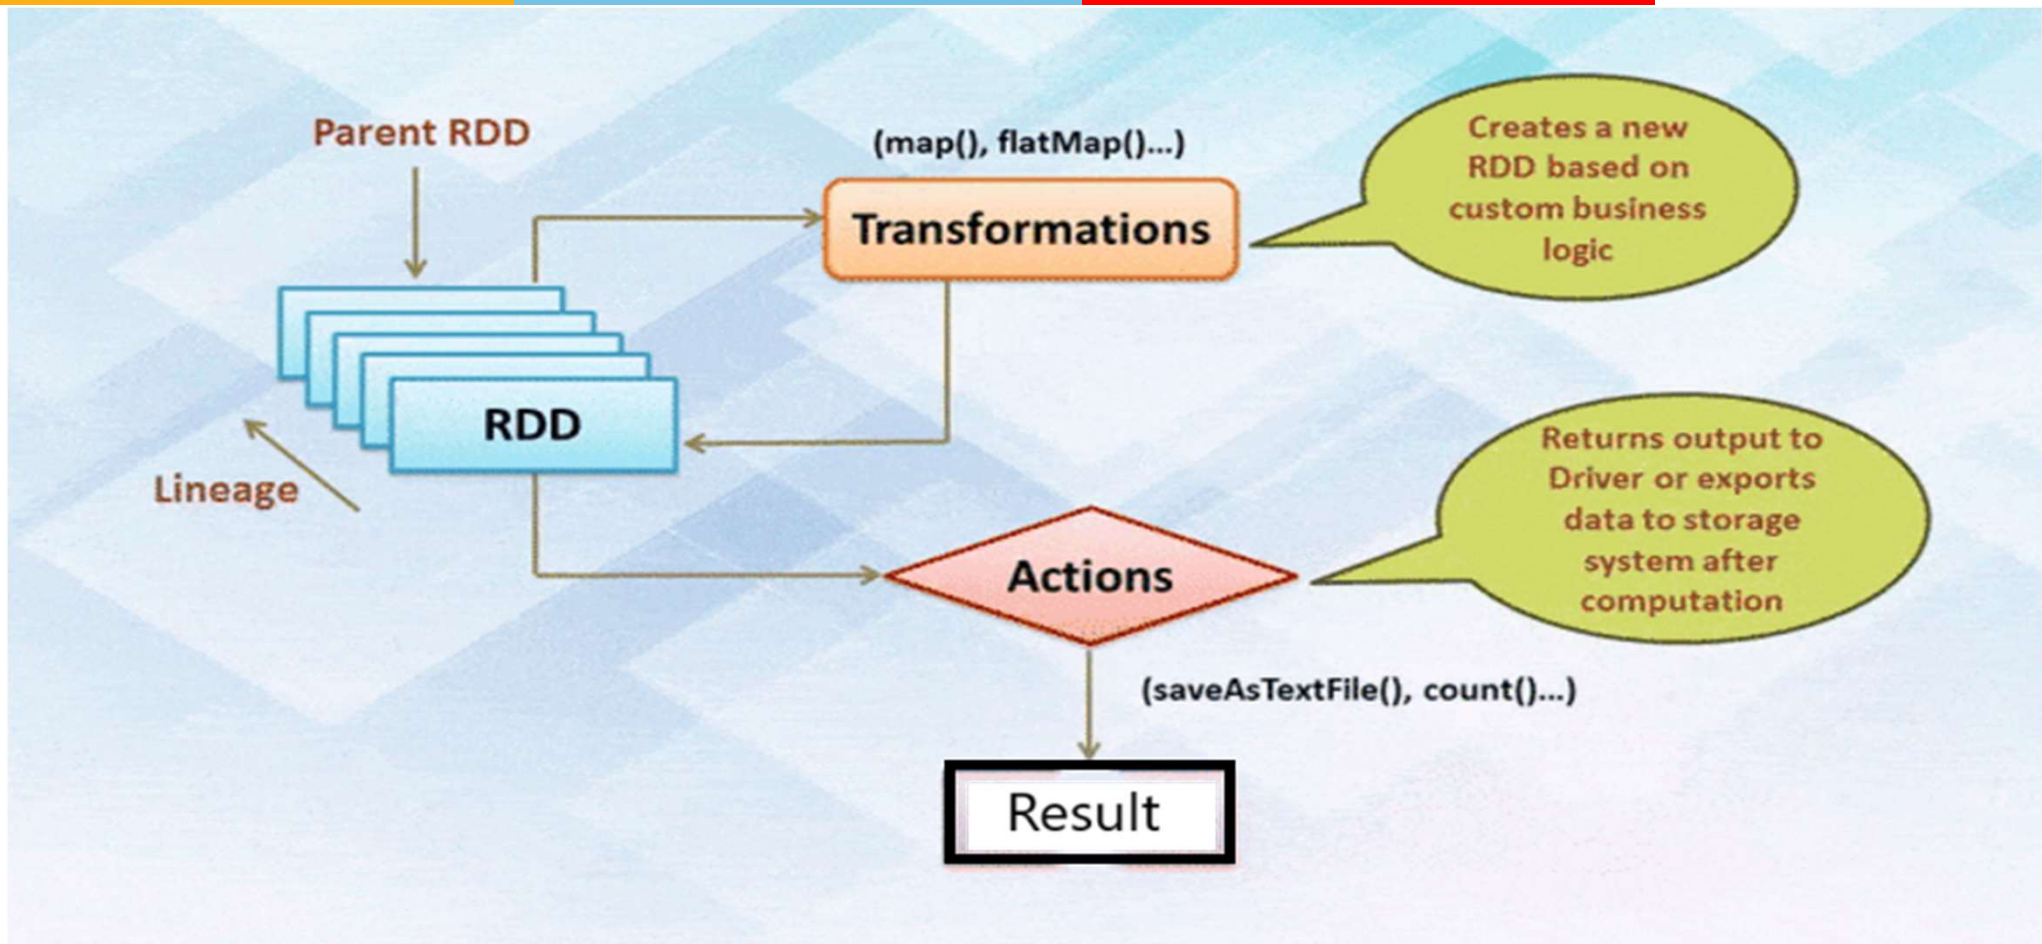 Parent RDD
(map(), flatMap()...)
Transformations
Creates a new
RDD based on
custom business
logic
RDD
Lineage
Returns output to
Driver or exports
data to storage
system after
computation
Actions
(saveAsTextFile(), count()...)
Result